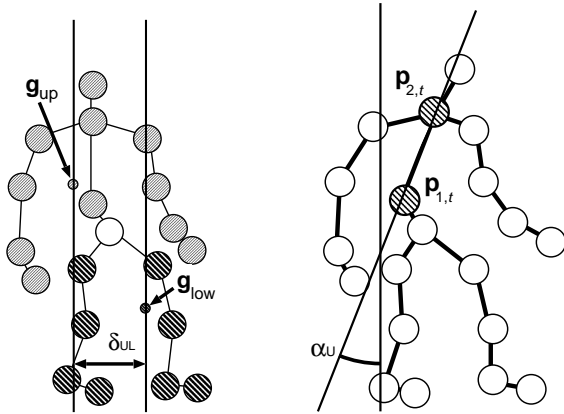 g_up
g_low
δ_UL
p_2,t
p_1,t
α_U